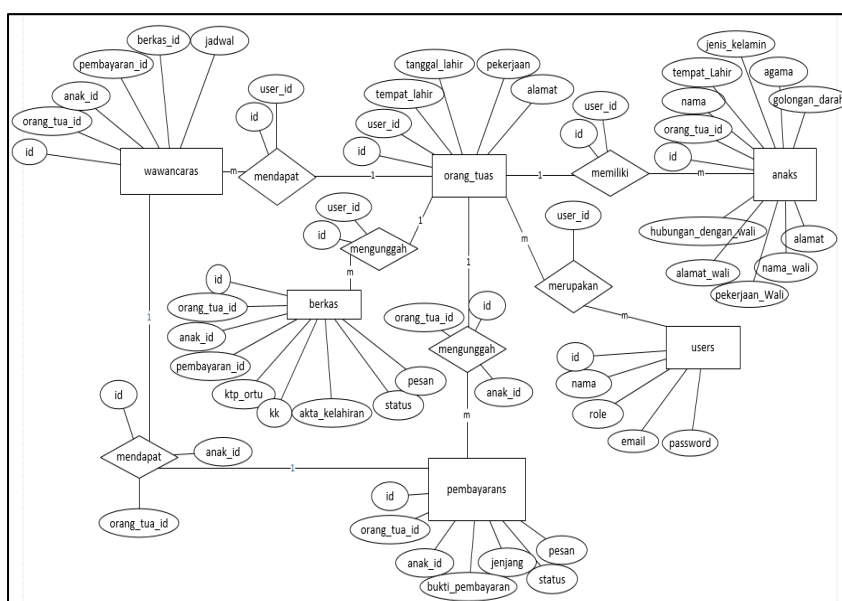 berkas_id
jadwal
pembayaran_id
anak_id
orang_tua_id
id
wawancaras
user_id
id
mendapat
m
1
tanggal_lahir
pekerjaan
tempat_lahir
alamat
user_id
id
orang_tuas
user_id
id
memiliki
1
m
jenis_kelamin
tempat_Lahir
agama
nama
golongan_darah
orang_tua_id
id
anaks
hubungan_dengan_wali
alamat
alamat_wali
nama_wali
pekerjaan_Wali
user_id
id
mengunggah
1
m
user_id
merupakan
m
m
id
orang_tua_id
berkas
anak_id
pembayaran_id
ktp_ortu
kk
akta_kelahiran
status
pesan
1
id
orang_tua_id
mengunggah
anak_id
m
users
id
nama
role
email
password
1
id
mendapat
anak_id
orang_tua_id
1
pembayarans
id
orang_tua_id
anak_id
bukti_pembayaran
jenjang
status
pesan